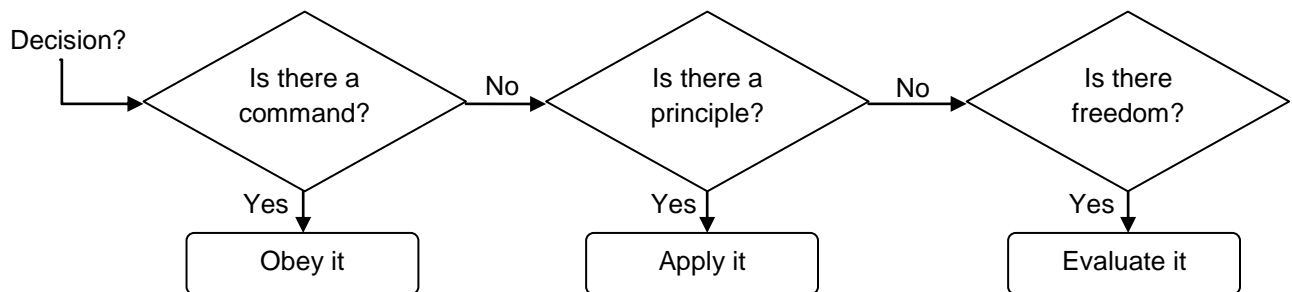 Decision?
Is there a
command?
No
Is there a
principle?
No
Is there
freedom?
Yes
Yes
Yes
Obey it
Apply it
Evaluate it